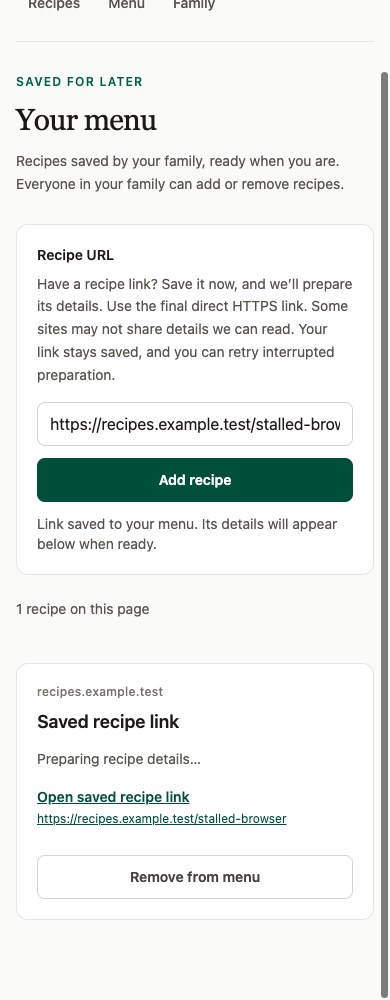 Recipes Menu Family
SAVED FOR LATER
Your menu
Recipes saved by your family, ready when you are.
Everyone in your family can add or remove recipes.
Recipe URL
Have a recipe link? Save it now, and we’ll prepare
its details. Use the final direct HTTPS link. Some
sites may not share details we can read. Your
link stays saved, and you can retry interrupted
preparation.
https://recipes.example.test/stalled-brow
Add recipe
Link saved to your menu. Its details will appear
below when ready.
1 recipe on this page
recipes.example.test
Saved recipe link
Preparing recipe details…
Open saved recipe link
https://recipes.example.test/stalled-browser
Remove from menu